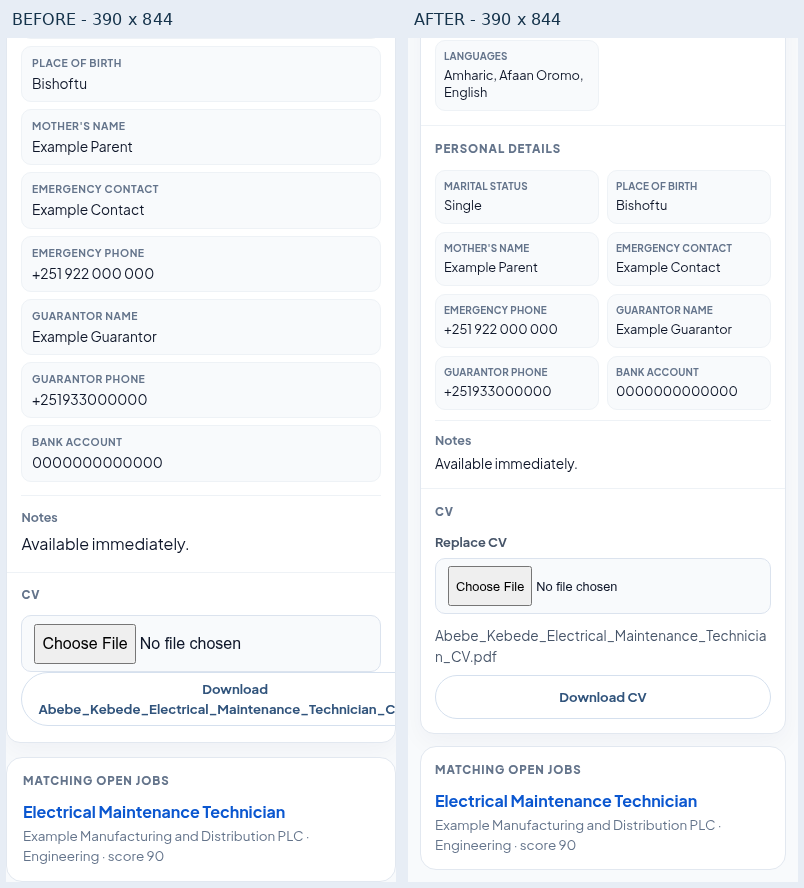 BEFORE - 390 x 844
PLACE OF BIRTH
Bishoftu
MOTHER'S NAME
Example Parent
EMERGENCY CONTACT
Example Contact
EMERGENCY PHONE
+251 922 000 000
GUARANTOR NAME
Example Guarantor
GUARANTOR PHONE
+251933000000
BANK ACCOUNT
0000000000000
Notes
Available immediately.
CV
Choose File No file chosen
Download
Abebe_Kebede_Electrical_Maintenance_Technician_C
MATCHING OPEN JOBS
Electrical Maintenance Technician
Example Manufacturing and Distribution PLC ·
Engineering · score 90
AFTER - 390 x 844
LANGUAGES
Amharic, Afaan Oromo,
English
PERSONAL DETAILS
MARITAL STATUS
Single
PLACE OF BIRTH
Bishoftu
MOTHER'S NAME
Example Parent
EMERGENCY CONTACT
Example Contact
EMERGENCY PHONE
+251 922 000 000
GUARANTOR NAME
Example Guarantor
GUARANTOR PHONE
+251933000000
BANK ACCOUNT
0000000000000
Notes
Available immediately.
CV
Replace CV
Choose File No file chosen
Abebe_Kebede_Electrical_Maintenance_Technicia
n_CV.pdf
Download CV
MATCHING OPEN JOBS
Electrical Maintenance Technician
Example Manufacturing and Distribution PLC ·
Engineering · score 90